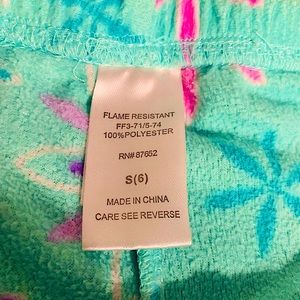 FLAME RESISTANT
FF3-71/5-74
100%POLYESTER
RN#87652
S(6)
MADE IN CHINA
CARE SEE REVERSE